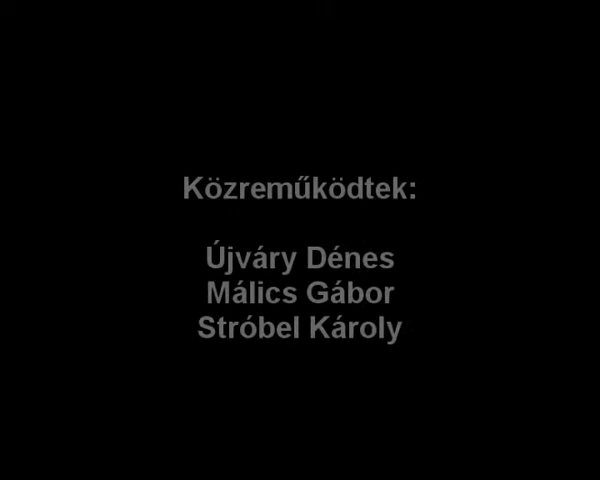 Közreműködtek:
Újváry Dénes
Málics Gábor
Stróbel Károly